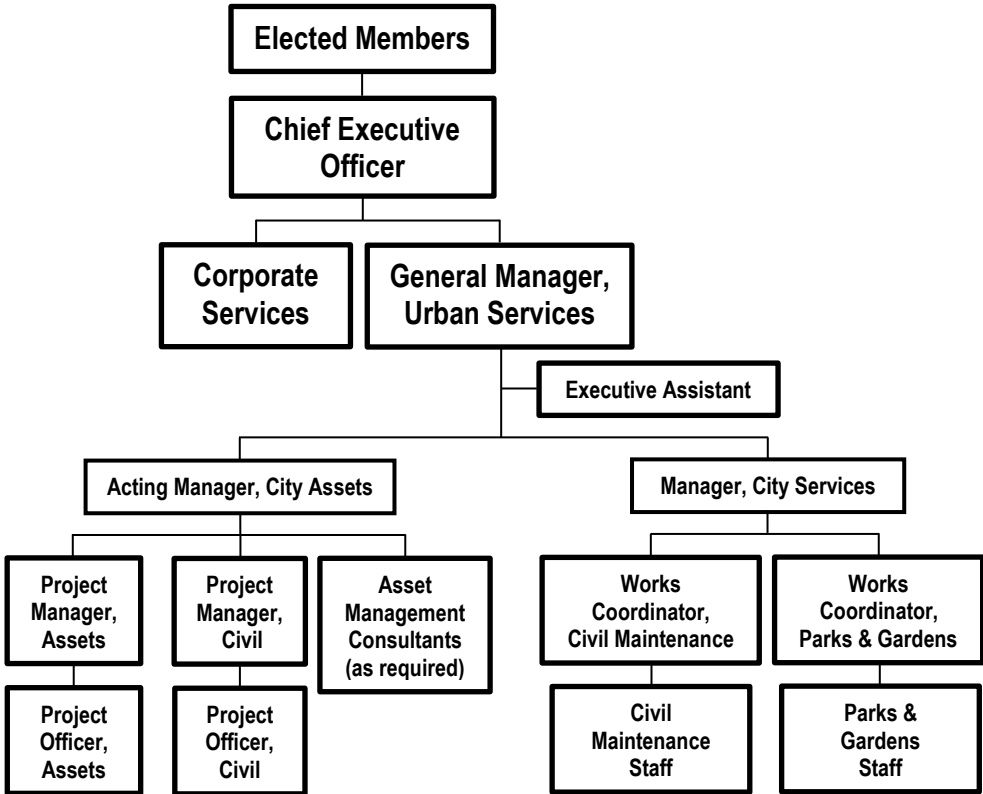 Elected Members
Chief Executive
Officer
Corporate
Services
General Manager,
Urban Services
Executive Assistant
Acting Manager, City Assets
Manager, City Services
Project
Manager,
Assets
Project
Manager,
Civil
Asset
Management
Consultants
(as required)
Works
Coordinator,
Civil Maintenance
Works
Coordinator,
Parks & Gardens
Project
Officer,
Assets
Project
Officer,
Civil
Civil
Maintenance
Staff
Parks &
Gardens
Staff